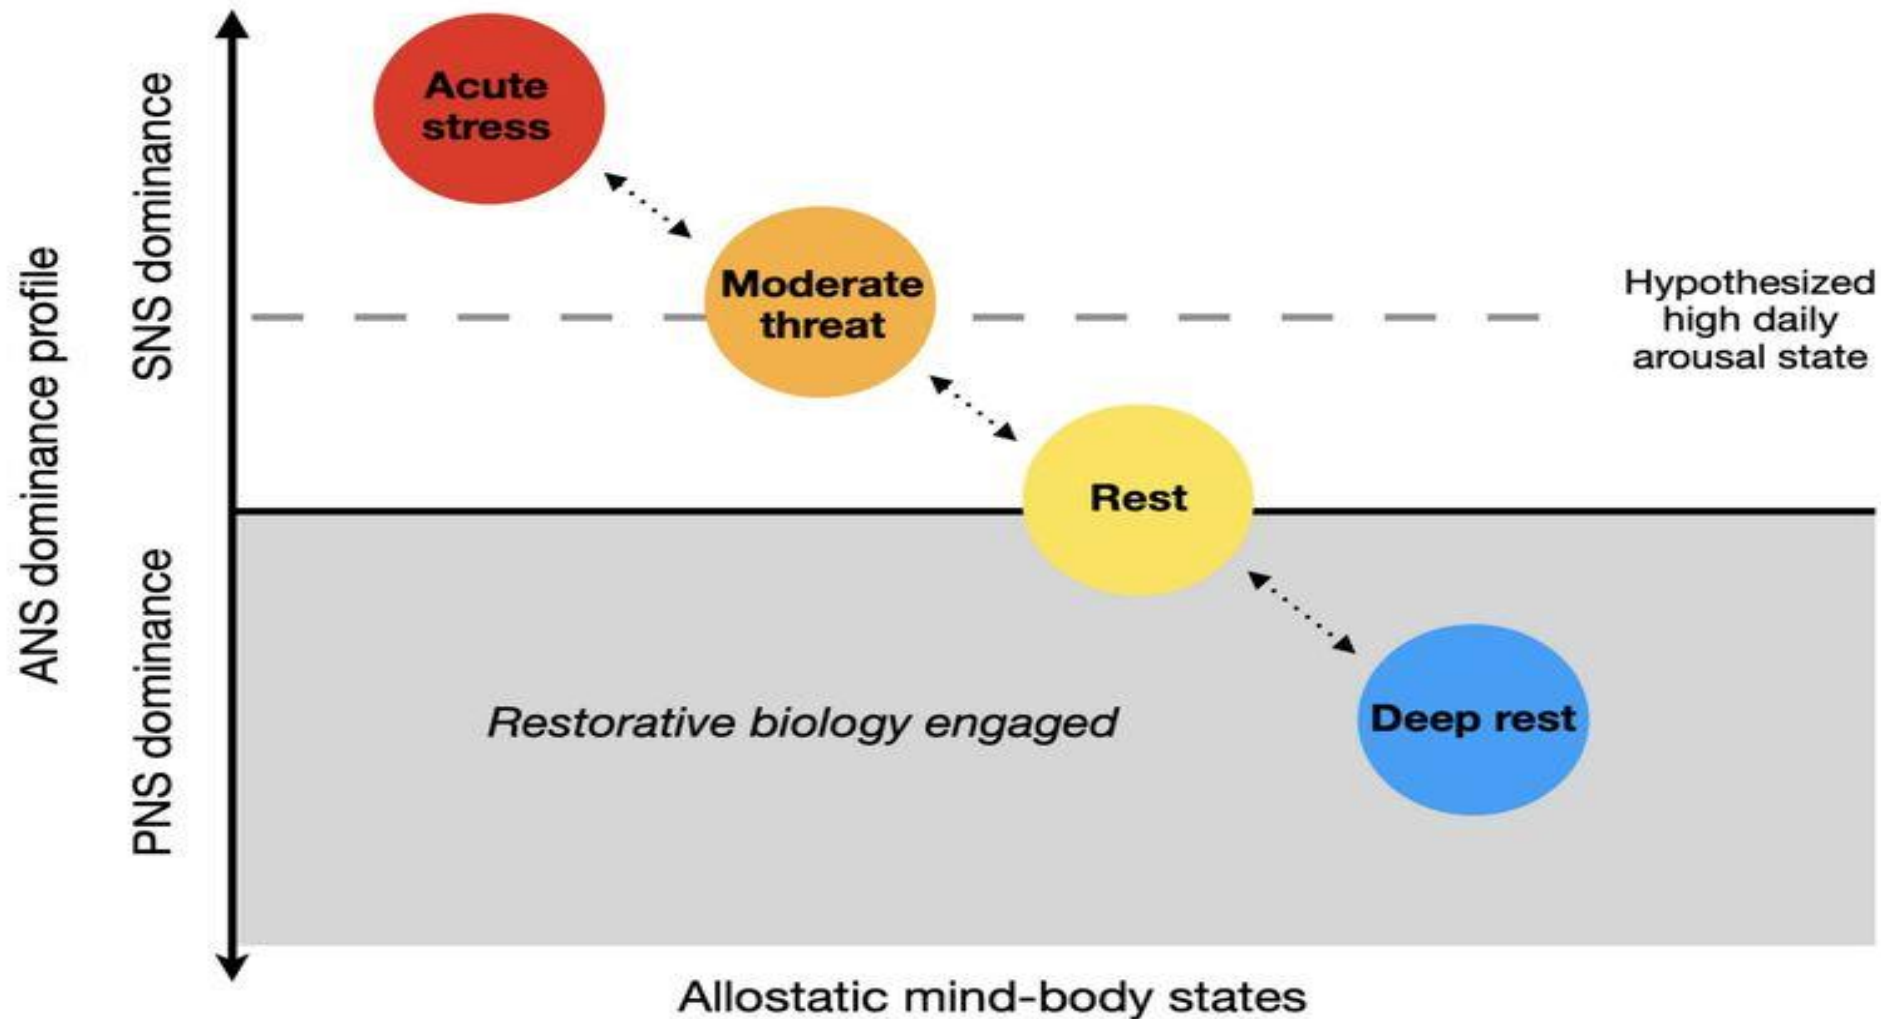 ANS dominance profile
SNS dominance
PNS dominance
Acute
stress
Moderate
threat
Hypothesized
high daily
arousal state
Rest
Restorative biology engaged
Deep rest
Allostatic mind-body states